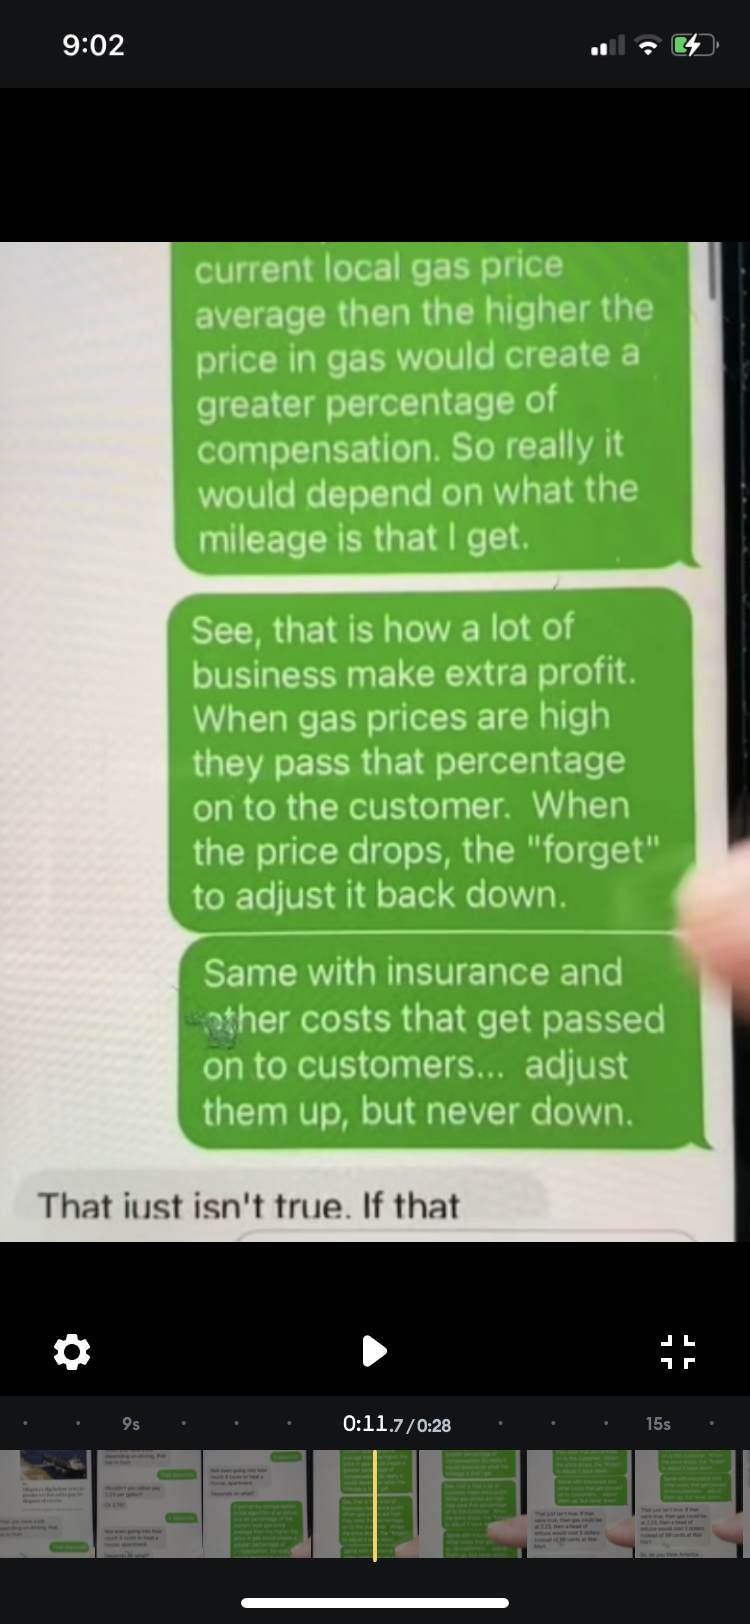 9:02
current local gas price
average then the higher the
price in gas would create a
greater percentage of
compensation. So really it
would depend on what the
mileage is that I get.
See, that is how a lot of
business make extra profit.
When gas prices are high
they pass that percentage
on to the customer.  When
the price drops, the "forget"
to adjust it back down.
Same with insurance and
other costs that get passed
on to customers...  adjust
them up, but never down.
That just isn't true. If that
9s
0:11.7/0:28
15s